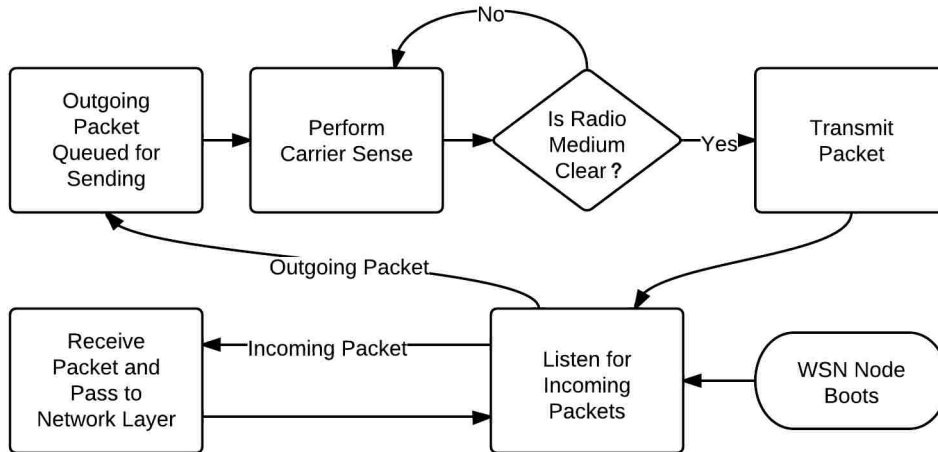 No
Outgoing
Packet
Queued for
Sending
Perform
Carrier Sense
Is Radio
Medium
Clear ?
Yes
Transmit
Packet
Outgoing Packet
Receive
Packet and
Pass to
Network Layer
Incoming Packet
Listen for
Incoming
Packets
WSN Node
Boots